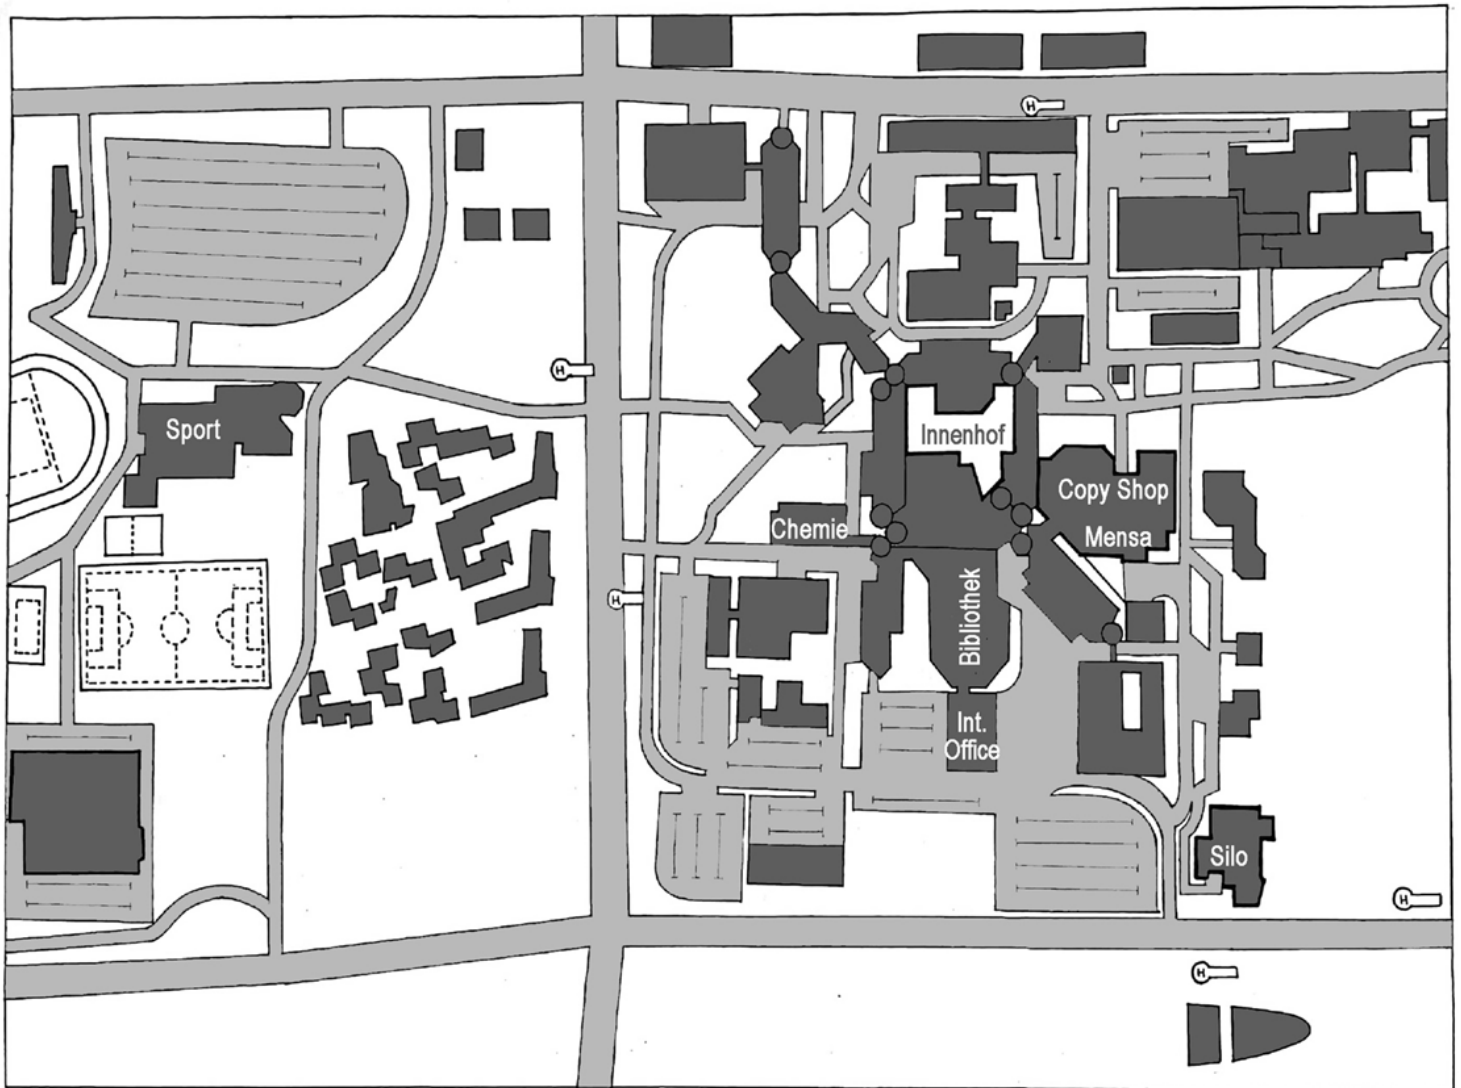 H
H
Sport
Innenhof
Copy Shop
Mensa
Chemie
H
Bibliothek
Int.
Office
Silo
H
H